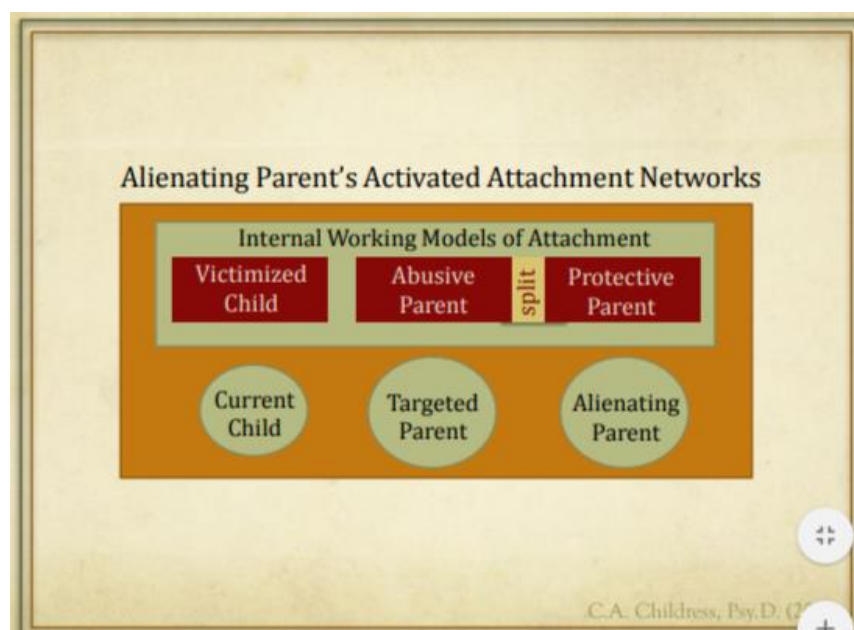 Alienating Parent's Activated Attachment Networks
Internal Working Models of Attachment
Victimized
Child
Abusive
Parent
split
Protective
Parent
Current
Child
Targeted
Parent
Alienating
Parent
C.A. Childress, Psy.D.